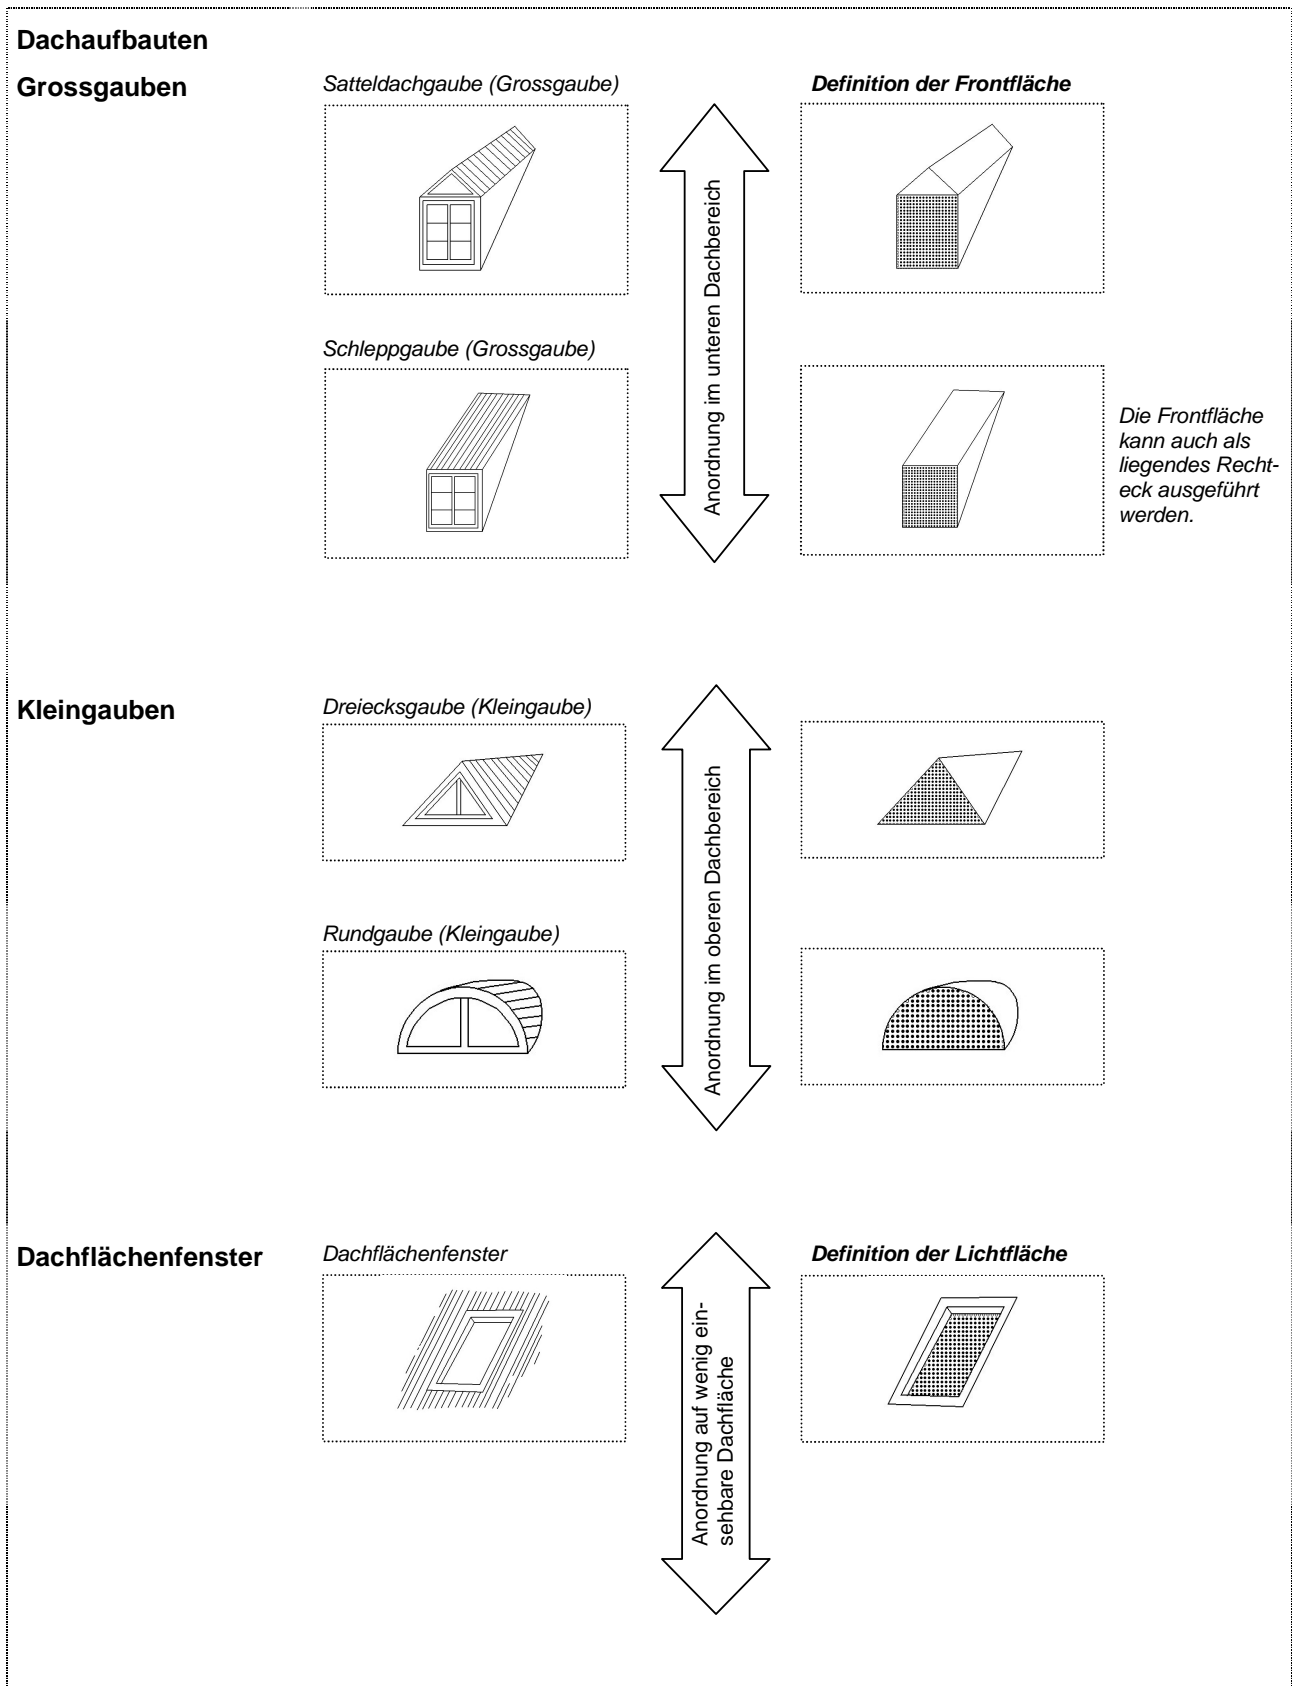 Dachaufbauten
Grossgauben
Satteldachgaube (Grossgaube)
Definition der Frontfläche
Anordnung im unteren Dachbereich
Schleppgaube (Grossgaube)
Die Frontfläche
kann auch als
liegendes Recht-
eck ausgeführt
werden.
Kleingauben
Dreiecksgaube (Kleingaube)
Anordnung im oberen Dachbereich
Rundgaube (Kleingaube)
Dachflächenfenster
Dachflächenfenster
Definition der Lichtfläche
Anordnung auf wenig ein-
sehbare Dachfläche